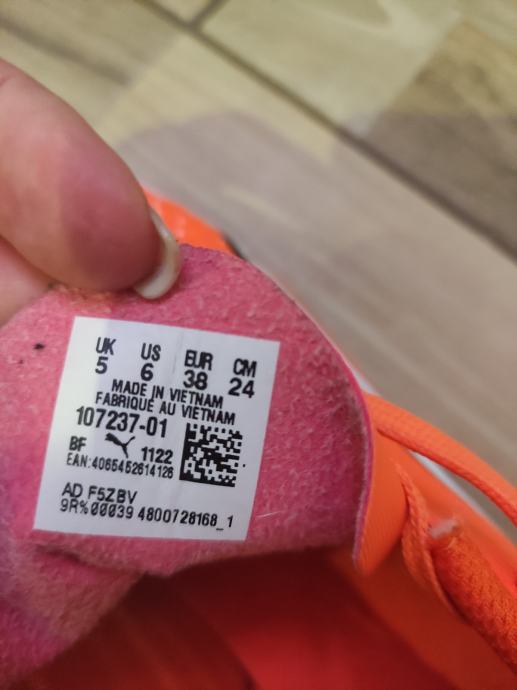 UK US EUR CM
5 6 38 24
MADE IN VIETNAM
FABRIQUE AU VIETNAM
107237-01
BF 1122
EAN:4065452614126
AD F5ZBV
9R%00039 4800728168_1